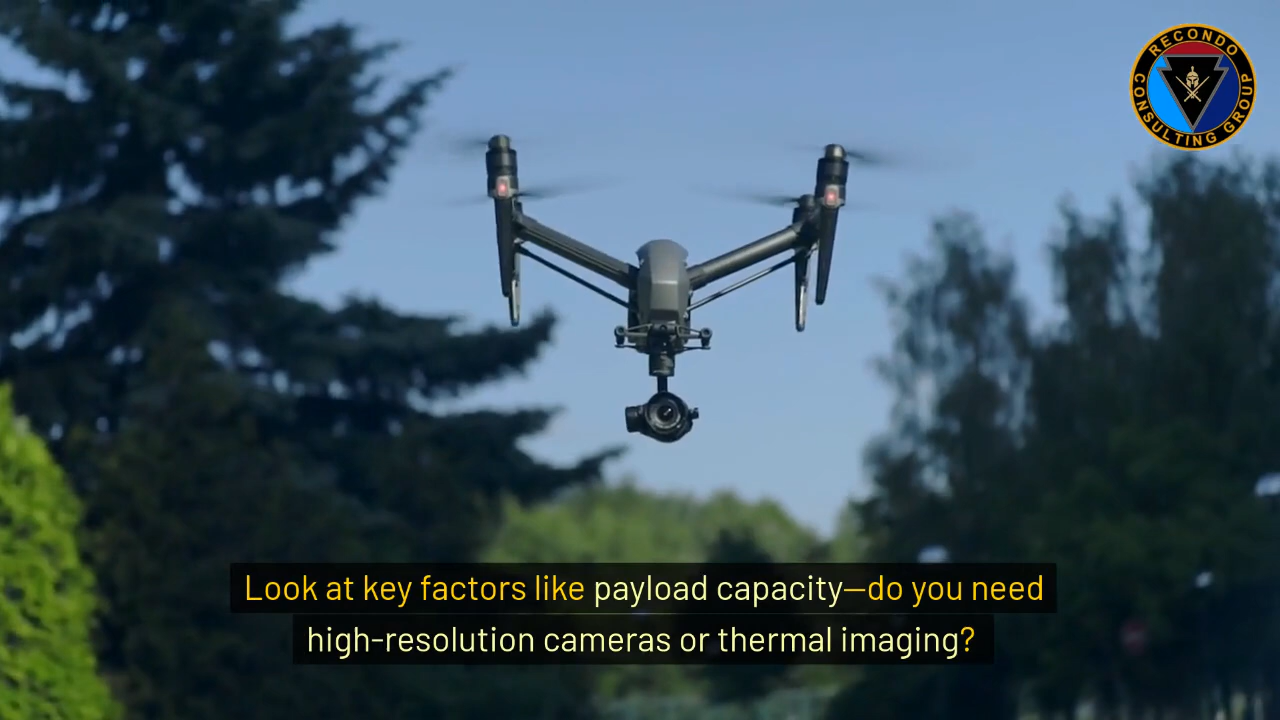 RECONDO
CONSULTING GROUP
Look at key factors like payload capacity—do you need
high-resolution cameras or thermal imaging?